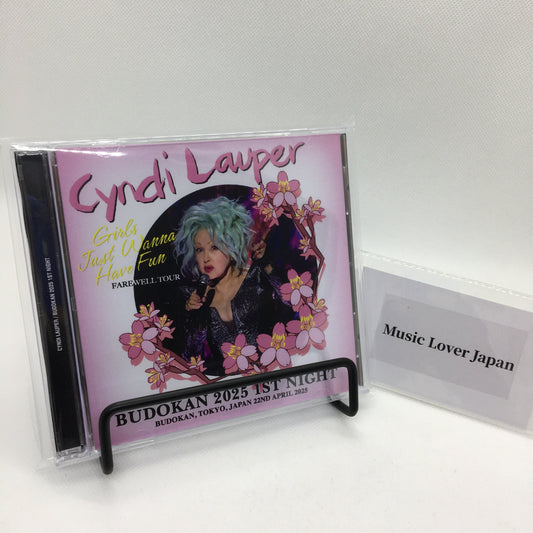 Cyndi Lauper
Girls
Just Wanna
Have Fun
FAREWELL TOUR
BUDOKAN 2025 1ST NIGHT
BUDOKAN, TOKYO, JAPAN 22ND APRIL 2025
CYNDI LAUPER / BUDOKAN 2025 1ST NIGHT
Music Lover Japan